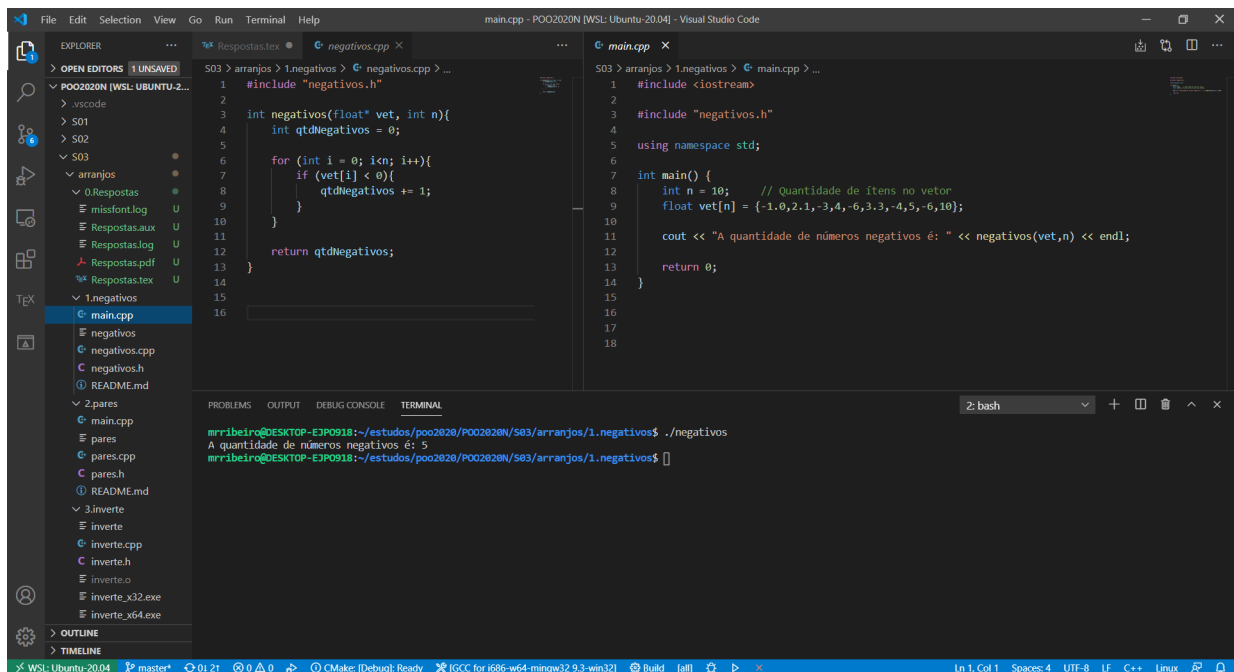 File Edit Selection View Go Run Terminal Help
main.cpp - POO2020N [WSL: Ubuntu-20.04] - Visual Studio Code
EXPLORER
OPEN EDITORS 1 UNSAVED
POO2020N [WSL: UBUNTU-2...
.vscode
S01
S02
S03
arranjos
0.Respostas
missfont.log U
Respostas.aux U
Respostas.log U
Respostas.pdf U
Respostas.tex U
1.negativos
main.cpp
negativos
negativos.cpp
negativos.h
README.md
2.pares
main.cpp
pares
pares.cpp
pares.h
README.md
3.inverte
inverte
inverte.cpp
inverte.h
inverte.o
inverte_x32.exe
inverte_x64.exe
OUTLINE
TIMELINE
1
6
TEX
TEX Respostas.tex
negativos.cpp
S03 > arranjos > 1.negativos > negativos.cpp > ...
1 #include "negativos.h"
2
3 int negativos(float* vet, int n){
4 int qtdNegativos = 0;
5
6 for (int i = 0; i<n; i++){
7 if (vet[i] < 0){
8 qtdNegativos += 1;
9 }
10 }
11
12 return qtdNegativos;
13 }
14
15
16
main.cpp
S03 > arranjos > 1.negativos > main.cpp > ...
1 #include <iostream>
2
3 #include "negativos.h"
4
5 using namespace std;
6
7 int main() {
8 int n = 10; // Quantidade de ítens no vetor
9 float vet[n] = {-1.0,2.1,-3,4,-6,3.3,-4,5,-6,10};
10
11 cout << "A quantidade de números negativos é: " << negativos(vet,n) << endl;
12
13 return 0;
14 }
15
16
17
18
PROBLEMS OUTPUT DEBUG CONSOLE TERMINAL
2: bash
mrribeiro@DESKTOP-EJPO918:~/estudos/poo2020/POO2020N/S03/arranjos/1.negativos$ ./negativos
A quantidade de números negativos é: 5
mrribeiro@DESKTOP-EJPO918:~/estudos/poo2020/POO2020N/S03/arranjos/1.negativos$
WSL: Ubuntu-20.04 master* 0↓ 2↑ 0 0 CMake: [Debug]: Ready [GCC for i686-w64-mingw32 9.3-win32] Build [all] Ln 1, Col 1 Spaces: 4 UTF-8 LF C++ Linux